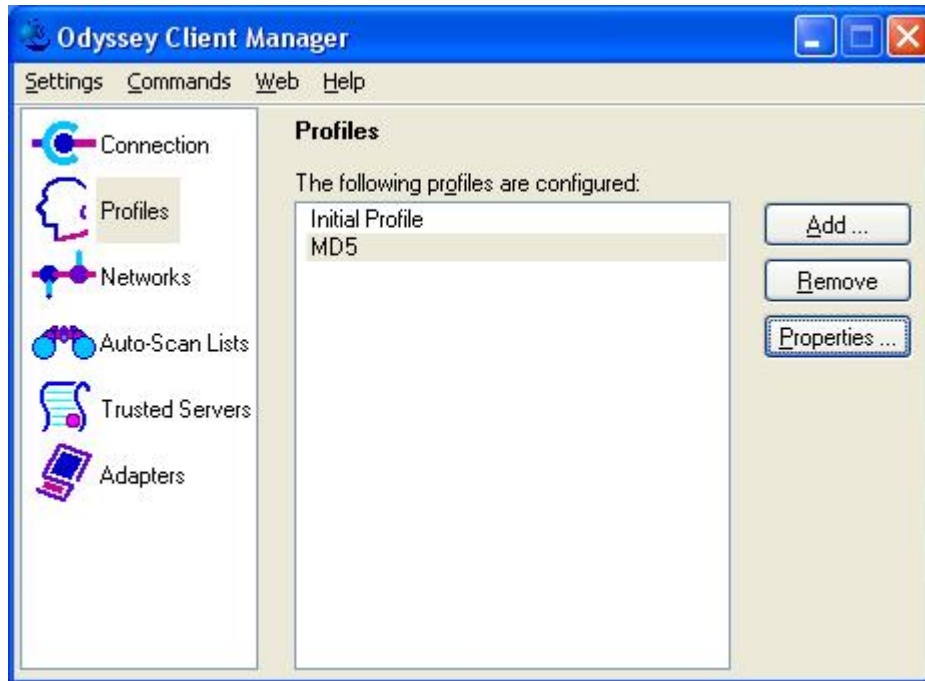 Odyssey Client Manager
Settings Commands Web Help
Connection
Profiles
Networks
Auto-Scan Lists
Trusted Servers
Adapters
Profiles
The following profiles are configured:
Initial Profile
MD5
Add ...
Remove
Properties ...